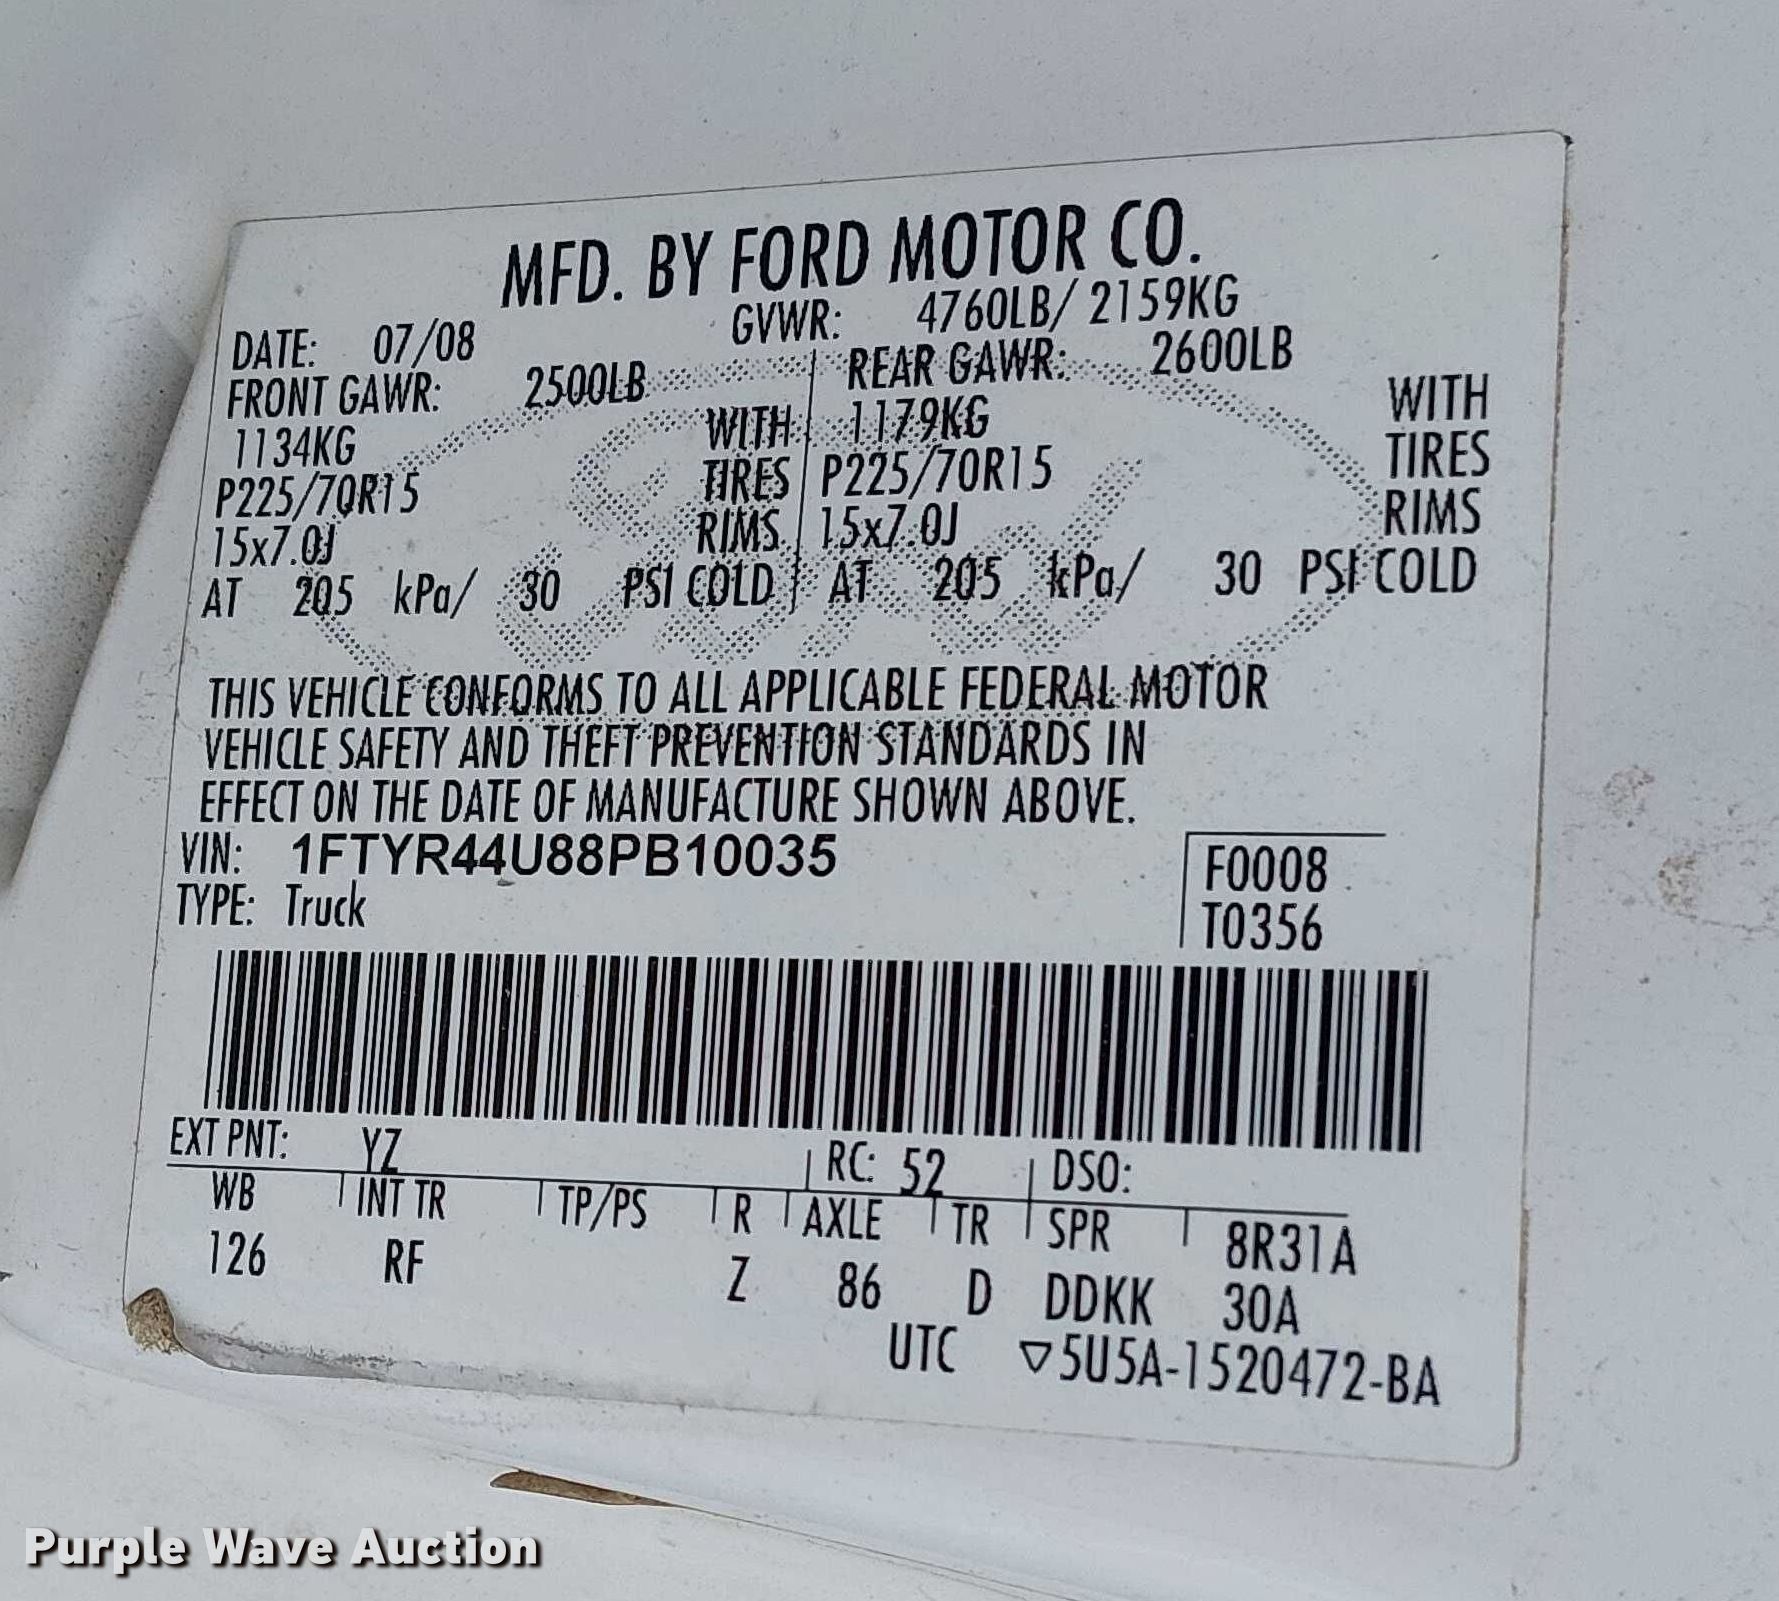 MFD. BY FORD MOTOR CO.
DATE: 07/08 GVWR: 4760LB/ 2159KG
FRONT GAWR: 2500LB REAR GAWR: 2600LB
1134KG WITH 1179KG WITH
P225/70R15 TIRES P225/70R15 TIRES
15x7.0J RIMS 15x7.0J RIMS
AT 205 kPa/ 30 PSI COLD AT 205 kPa/ 30 PSI COLD
THIS VEHICLE CONFORMS TO ALL APPLICABLE FEDERAL MOTOR
VEHICLE SAFETY AND THEFT PREVENTION STANDARDS IN
EFFECT ON THE DATE OF MANUFACTURE SHOWN ABOVE.
VIN: 1FTYR44U88PB10035 F0008
TYPE: Truck T0356
EXT PNT: YZ RC: 52 DSO:
WB INT TR TP/PS R AXLE TR SPR 8R31A
126 RF Z 86 D DDKK 30A
UTC ▽5U5A-1520472-BA
Purple Wave Auction